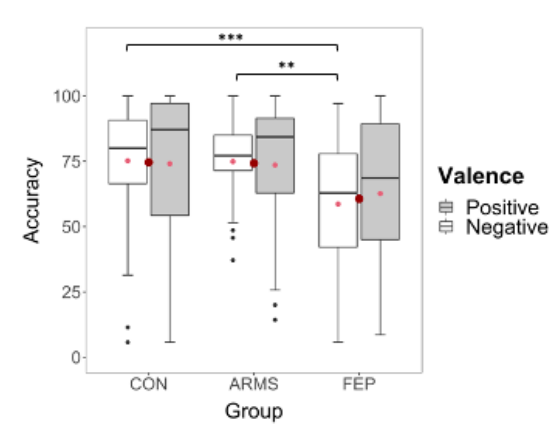 ***
**
100
75
50
25
0
Accuracy
CON ARMS FEP
Group
Valence
Positive
Negative